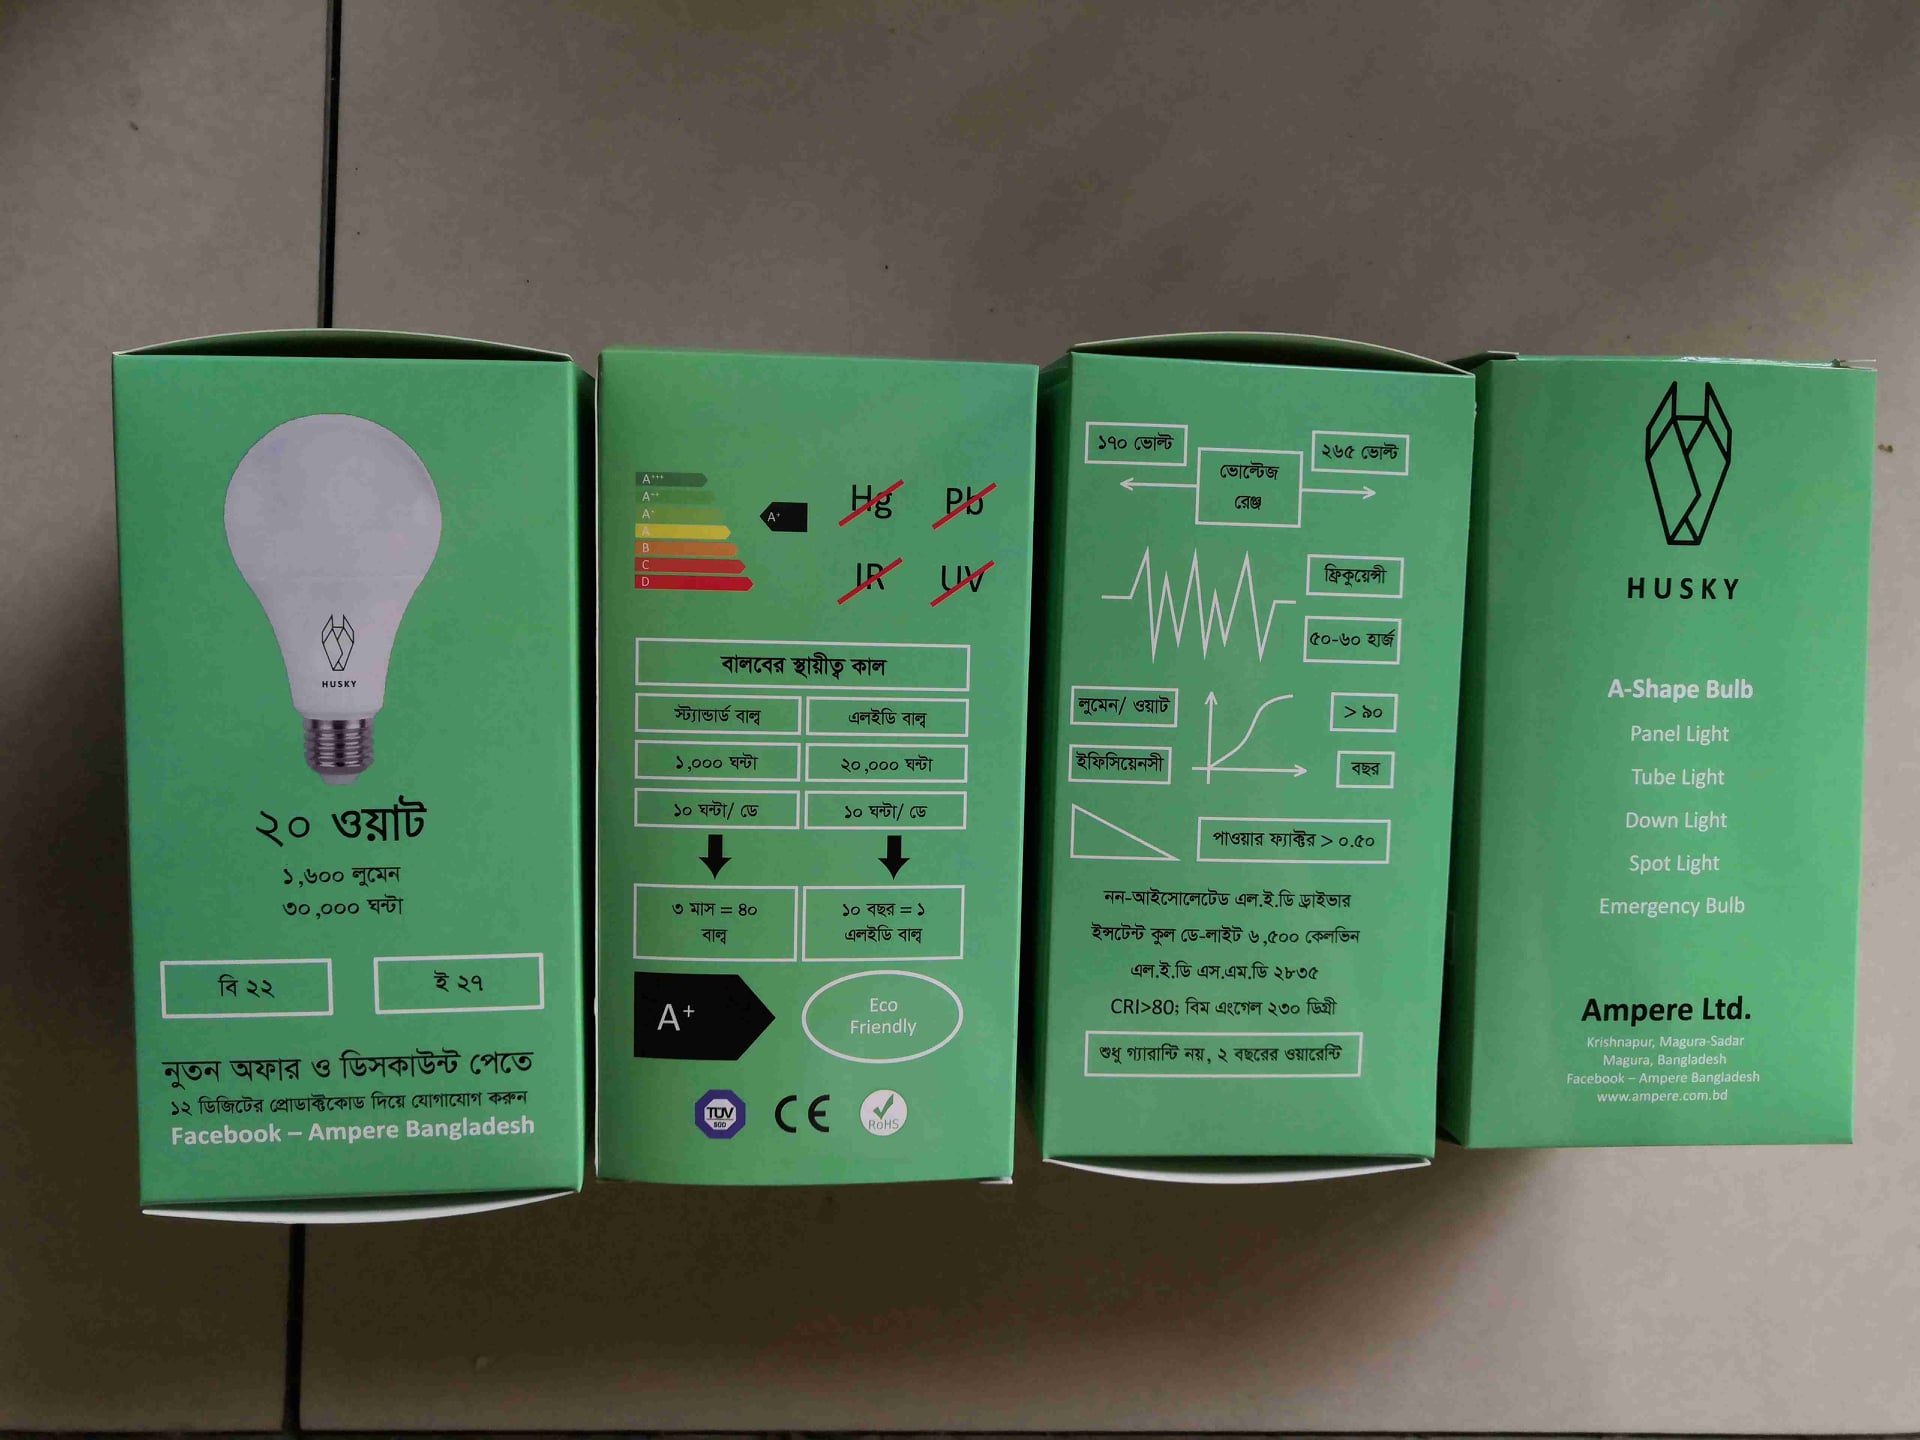 HUSKY
২০ ওয়াট
১,৬০০ লুমেন
৩০,০০০ ঘন্টা
বি ২২
ই ২৭
নুতন অফার ও ডিসকাউন্ট পেতে
১২ ডিজিটের প্রোডাক্টকোড দিয়ে যোগাযোগ করুন
Facebook – Ampere Bangladesh
A+++
A++
A+
A
B
C
D
A+
Hg
Pb
IR
UV
বালবের স্থায়ীত্ব কাল
স্ট্যান্ডার্ড বাল্ব
এলইডি বাল্ব
১,০০০ ঘন্টা
২০,০০০ ঘন্টা
১০ ঘন্টা/ ডে
১০ ঘন্টা/ ডে
৩ মাস = ৪০
বাল্ব
১০ বছর = ১
এলইডি বাল্ব
A+
Eco
Friendly
TUV
SUD
CE
RoHS
১৭০ ভোল্ট
ভোল্টেজ
রেঞ্জ
২৬৫ ভোল্ট
ফ্রিকুয়েন্সী
৫০-৬০ হার্জ
লুমেন/ ওয়াট
> ৯০
ইফিসিয়েনসী
বছর
পাওয়ার ফ্যাক্টর > ০.৫০
নন-আইসোলেটেড এল.ই.ডি ড্রাইভার
ইন্সটেন্ট কুল ডে-লাইট ৬,৫০০ কেলভিন
এল.ই.ডি এস.এম.ডি ২৮৩৫
CRI>80; বিম এংগেল ২৩০ ডিগ্রী
শুধু গ্যারান্টি নয়, ২ বছরের ওয়ারেন্টি
HUSKY
A-Shape Bulb
Panel Light
Tube Light
Down Light
Spot Light
Emergency Bulb
Ampere Ltd.
Krishnapur, Magura-Sadar
Magura, Bangladesh
Facebook – Ampere Bangladesh
www.ampere.com.bd